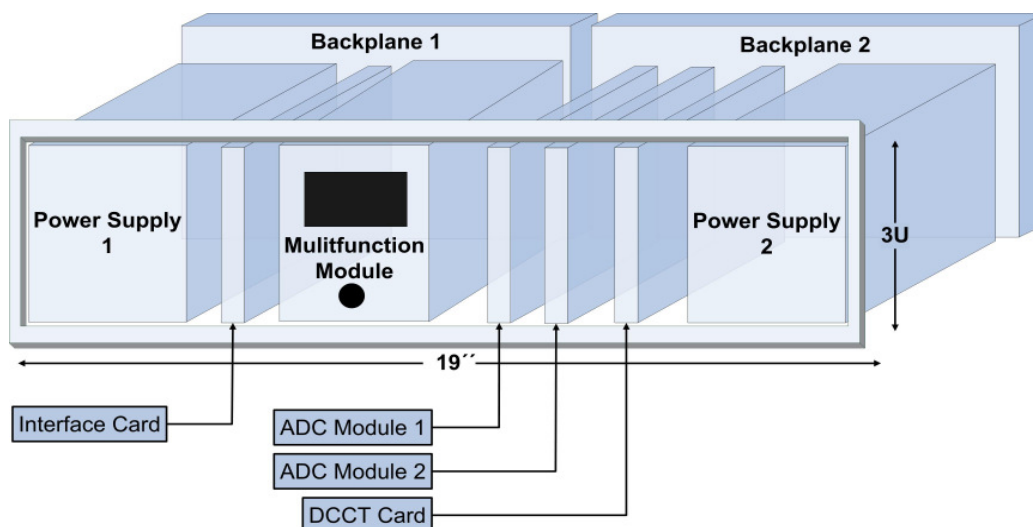 Backplane 1
Backplane 2
Power Supply
1
Mulitfunction
Module
Power Supply
2
3U
19´´
Interface Card
ADC Module 1
ADC Module 2
DCCT Card